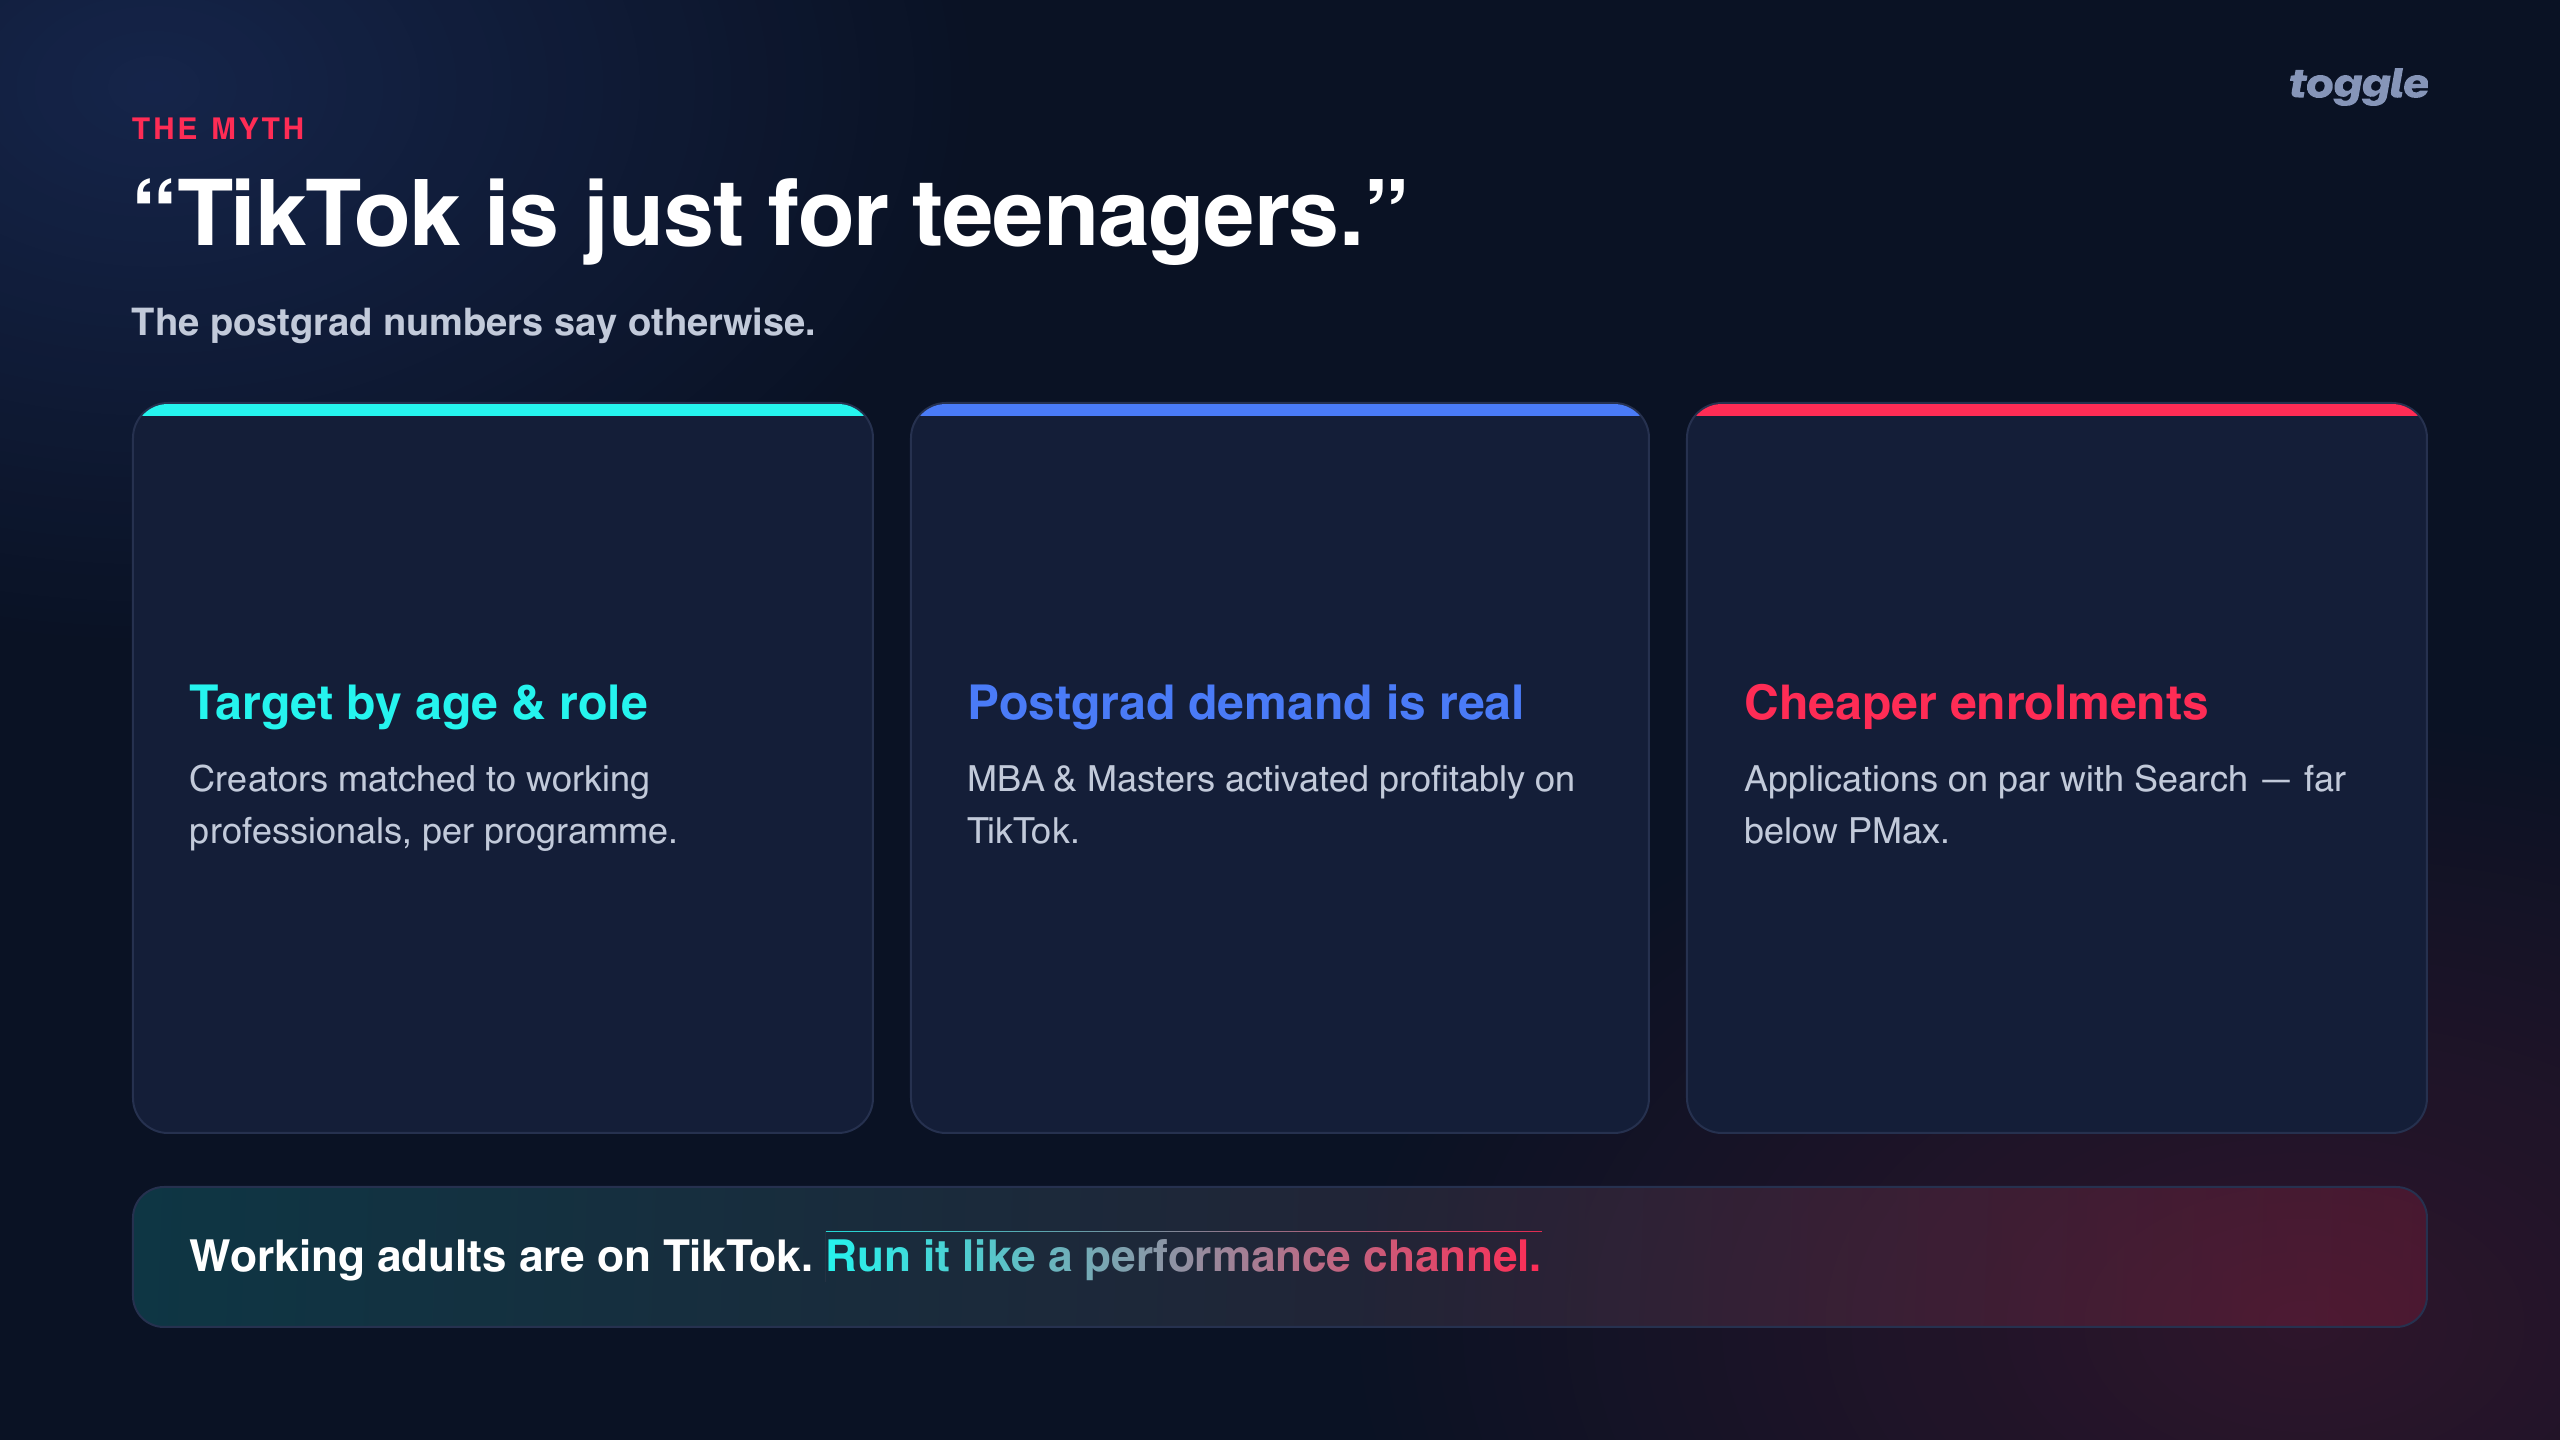 toggle
THE MYTH
“TikTok is just for teenagers.”
The postgrad numbers say otherwise.
Target by age & role
Creators matched to working
professionals, per programme.
Postgrad demand is real
MBA & Masters activated profitably on
TikTok.
Cheaper enrolments
Applications on par with Search — far
below PMax.
Working adults are on TikTok. Run it like a performance channel.